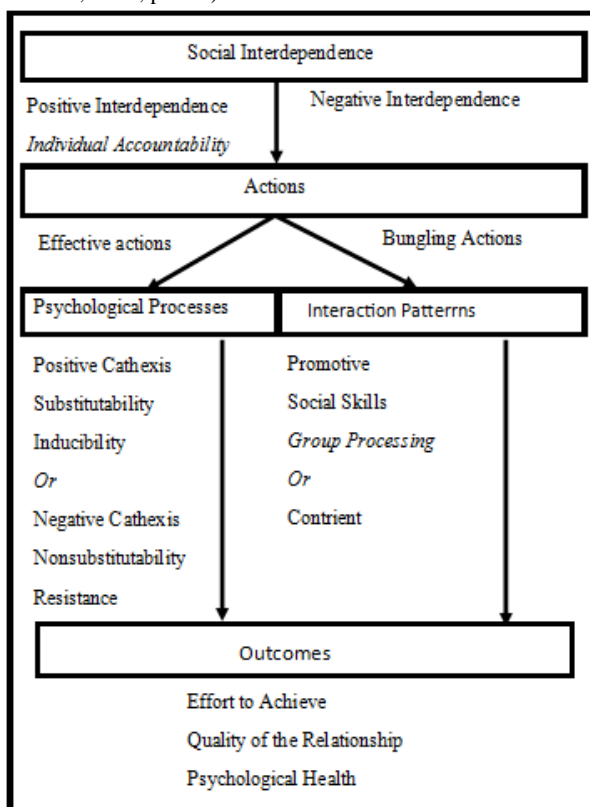 Social Interdependence
Positive Interdependence
Negative Interdependence
Individual Accountability
Actions
Effective actions
Bungling Actions
Psychological Processes
Interaction Patterrns
Positive Cathexis
Substitutability
Inducibility
Or
Negative Cathexis
Nonsubstitutability
Resistance
Promotive
Social Skills
Group Processing
Or
Contrient
Outcomes
Effort to Achieve
Quality of the Relationship
Psychological Health